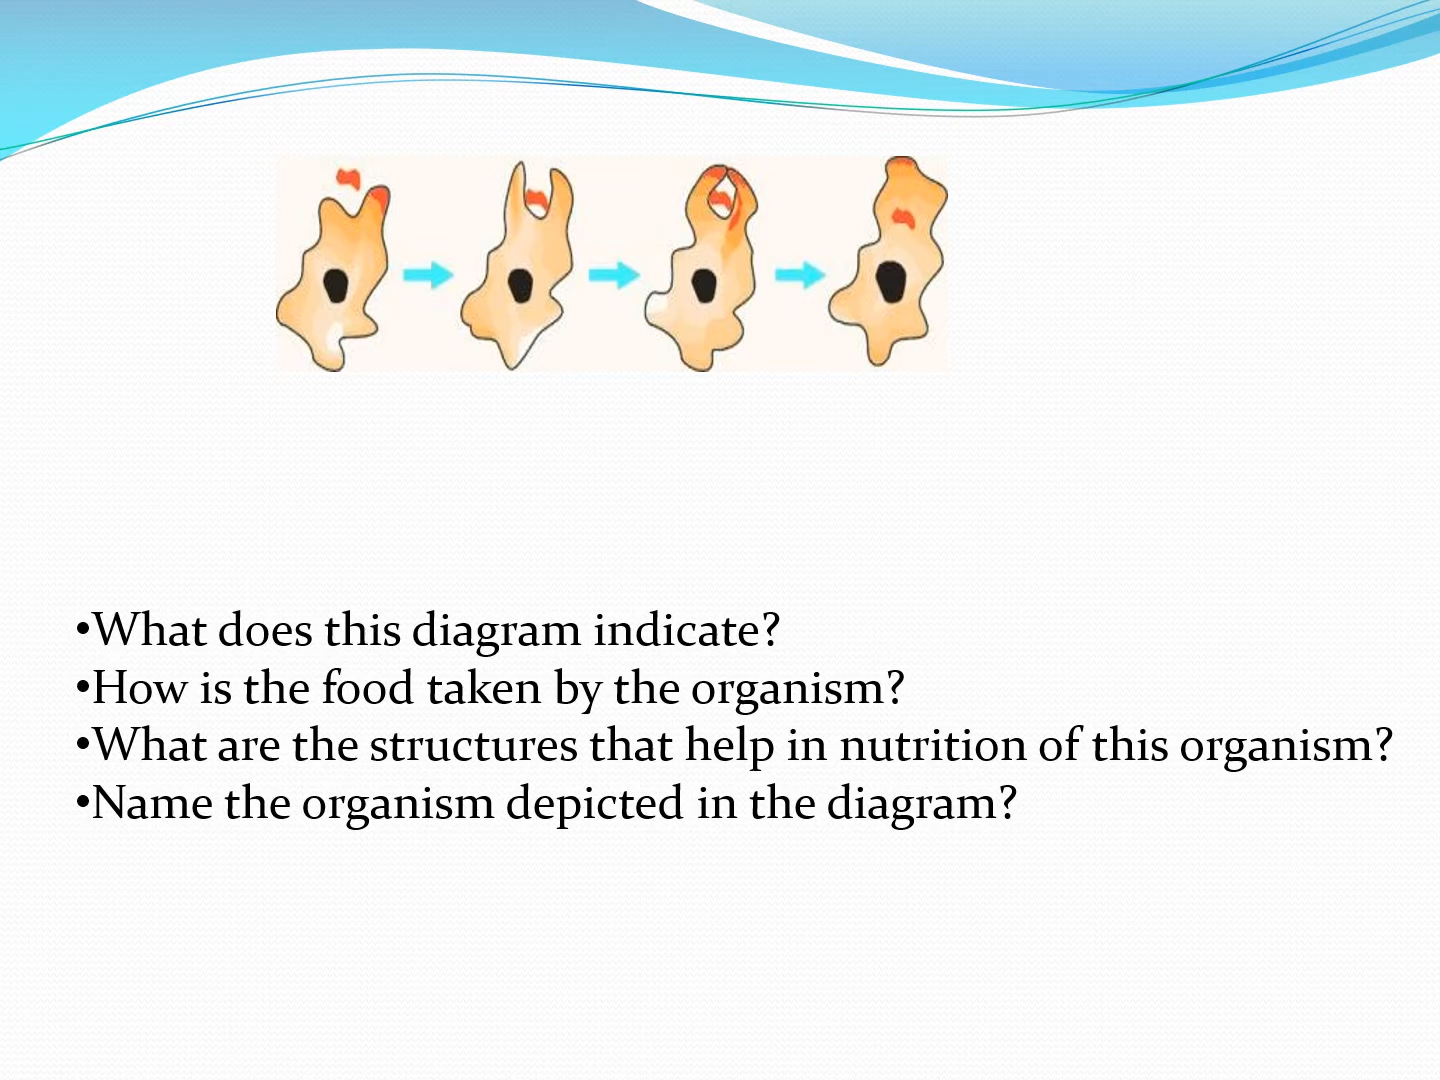 •What does this diagram indicate?
•How is the food taken by the organism?
•What are the structures that help in nutrition of this organism?
•Name the organism depicted in the diagram?